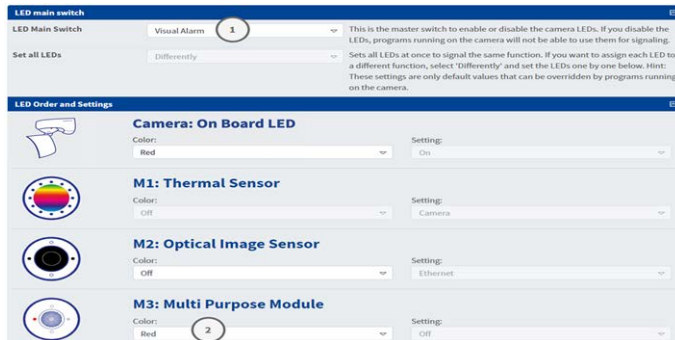 LED main switch
LED Main Switch
Visual Alarm
1
This is the master switch to enable or disable the camera LEDs. If you disable the
LEDs, programs running on the camera will not be able to use them for signaling.
Set all LEDs
Differently
Sets all LEDs at once to signal the same function. If you want to assign each LED to
a different function, select 'Differently' and set the LEDs one by one below. Hint:
These settings are only default values that can be overridden by programs running
on the camera.
LED Order and Settings
Camera: On Board LED
Color: Setting:
Red On
M1: Thermal Sensor
Color: Setting:
Off Camera
M2: Optical Image Sensor
Color: Setting:
Off Ethernet
M3: Multi Purpose Module
Color: Setting:
Red 2 Off